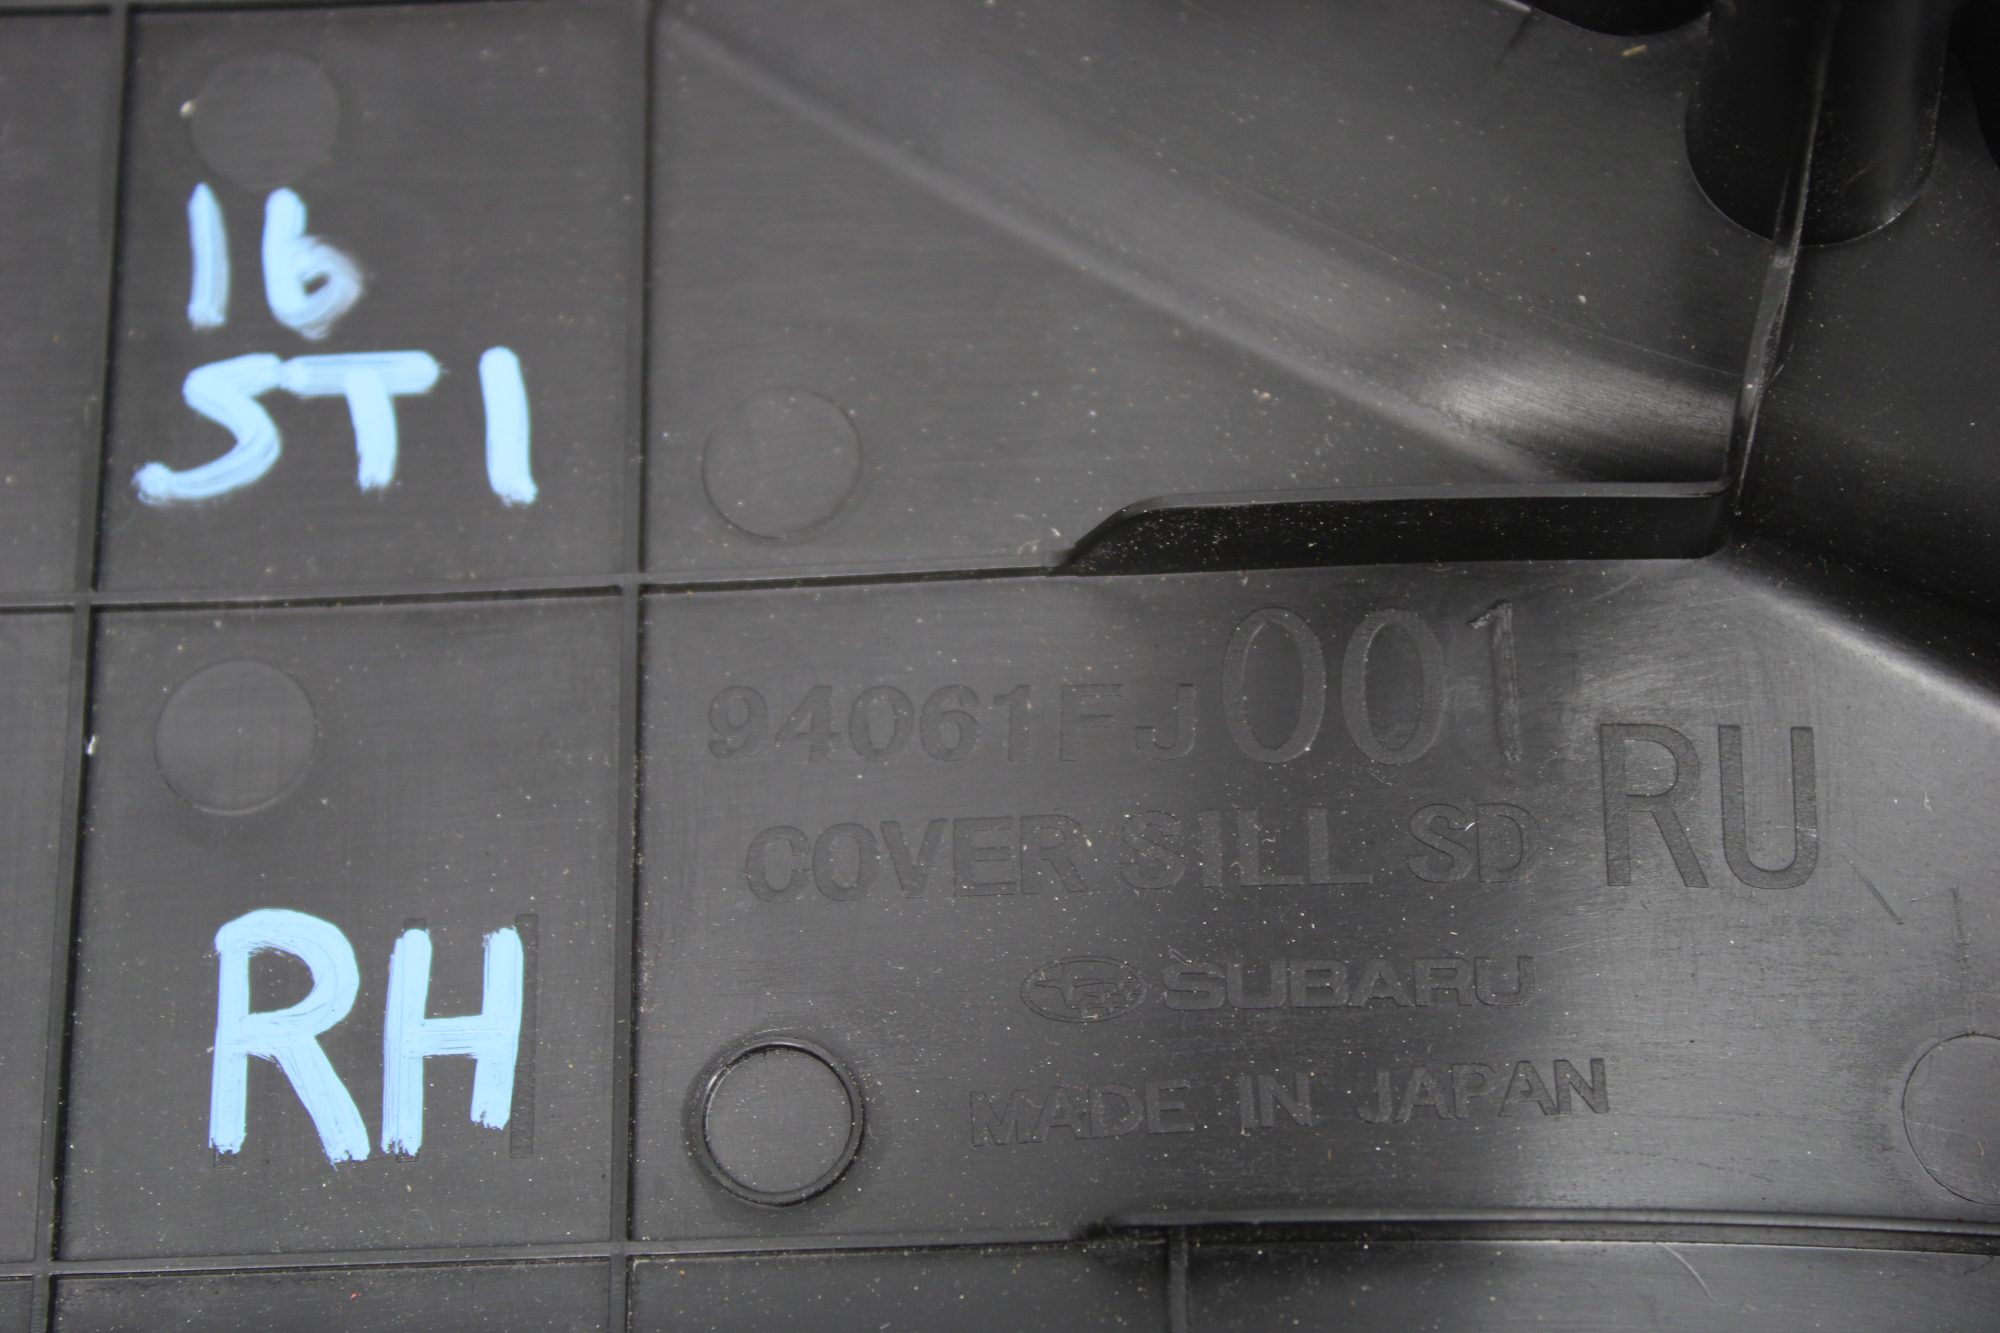 16
STI
94061FJ001
COVER SILL SD RU
SUBARU
RH
MADE IN JAPAN